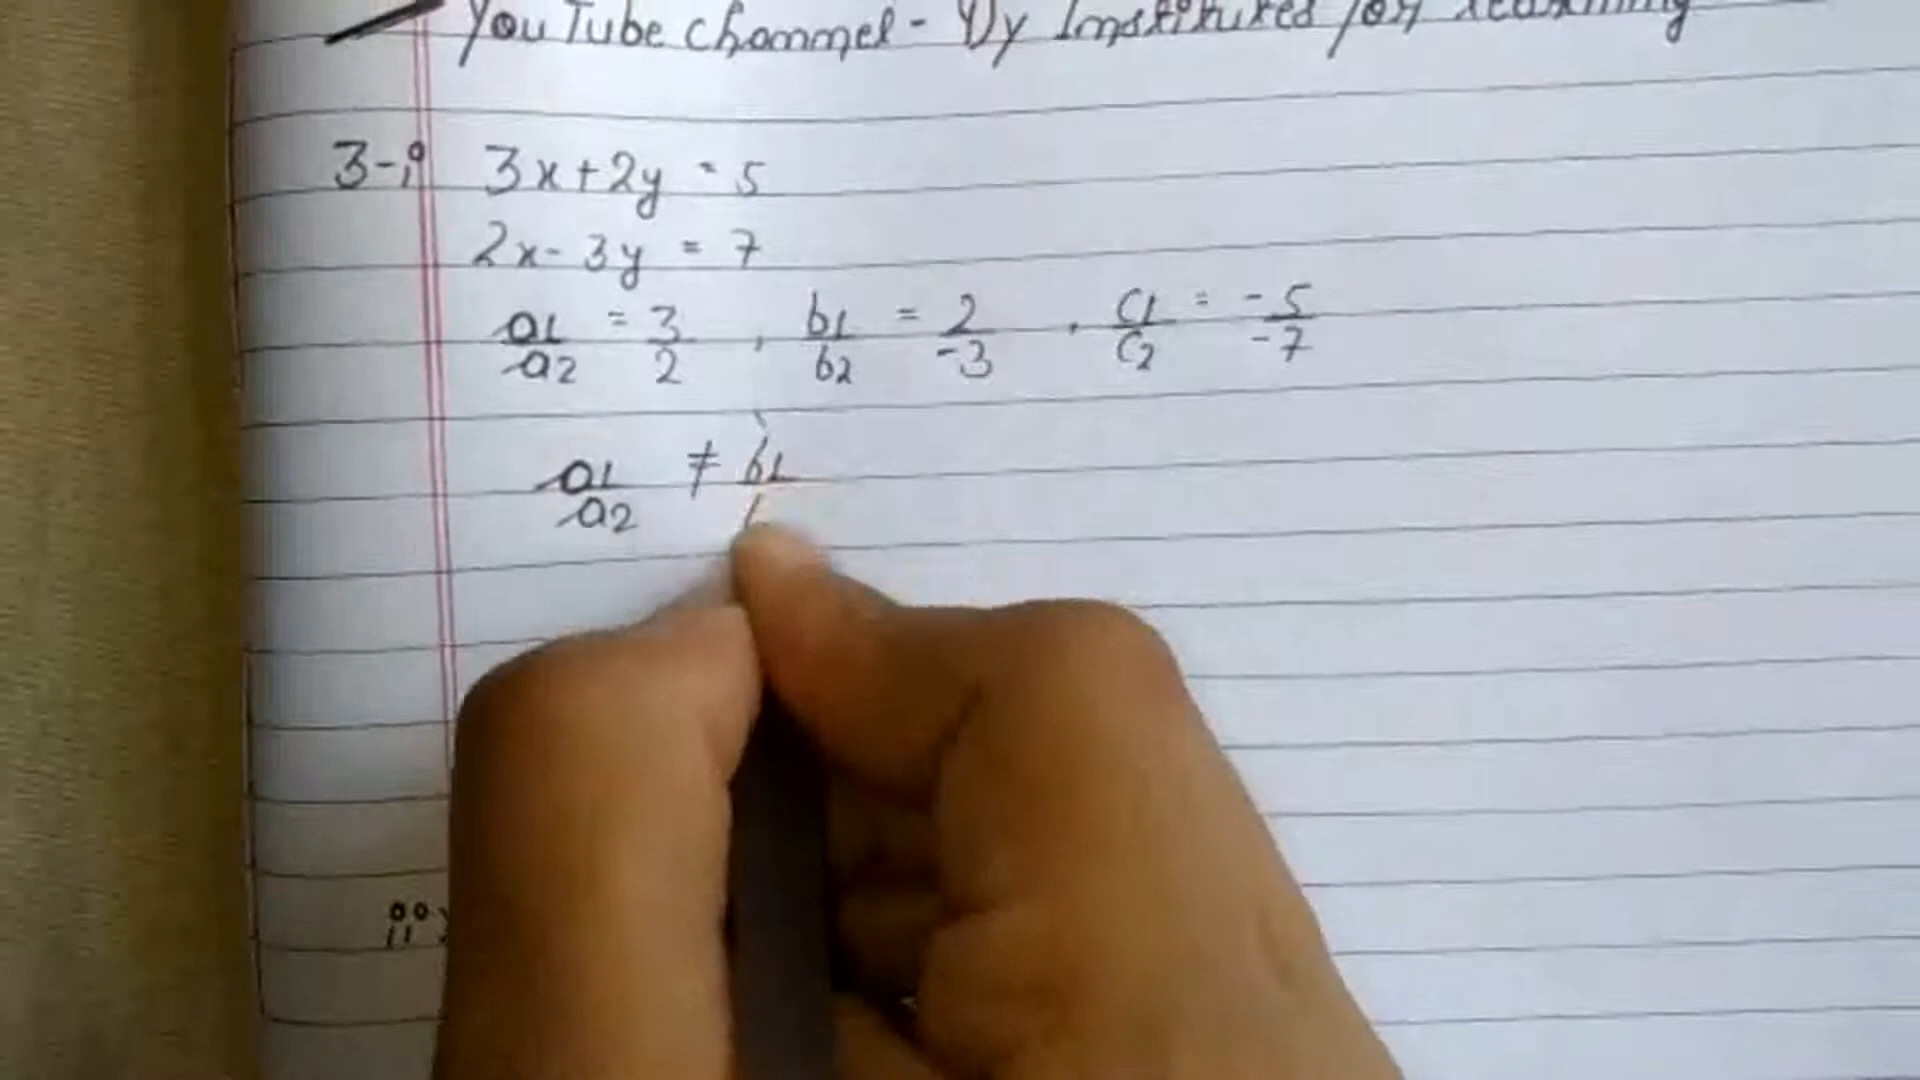 YouTube channel - Dy Institutes for learning
3-i 3x+2y = 5
2x-3y = 7
a1/a2 = 3/2 , b1/b2 = 2/-3 , c1/c2 = -5/-7
a1/a2 ≠ b1/
ii)